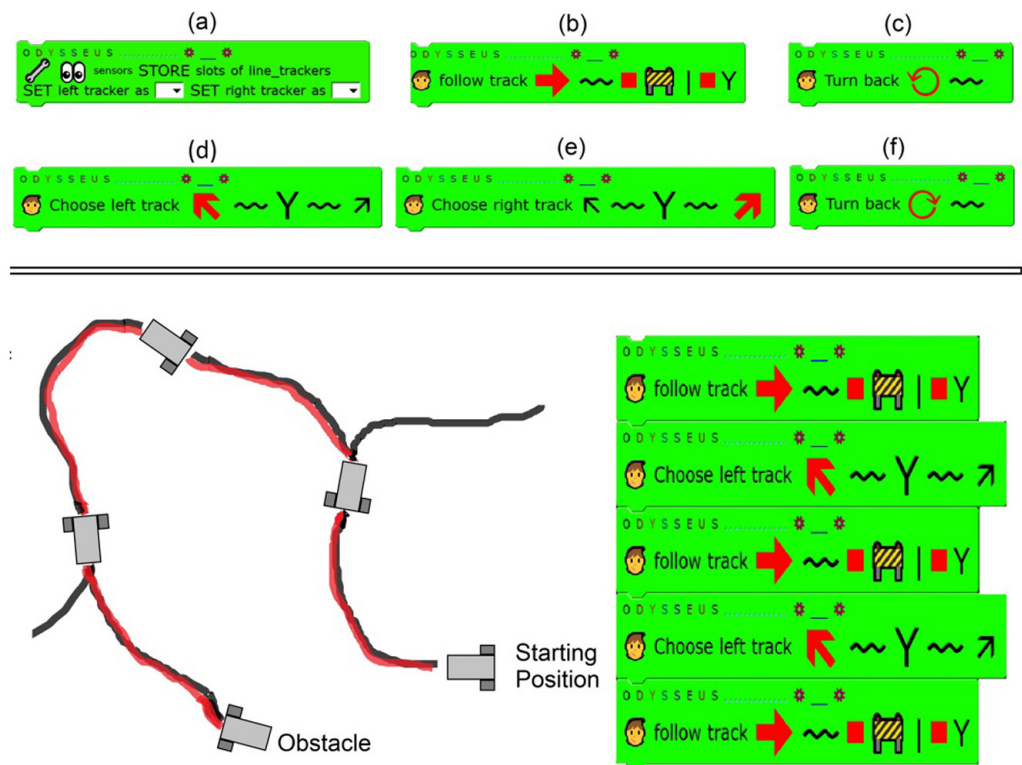 (a)
ODYSSEUS............
sensors STORE slots of line_trackers
SET left tracker as SET right tracker as
(b)
ODYSSEUS............
follow track | Y
(c)
ODYSSEUS............
Turn back
(d)
ODYSSEUS............
Choose left track Y
(e)
ODYSSEUS............
Choose right track Y
(f)
ODYSSEUS............
Turn back
Starting
Position
Obstacle
ODYSSEUS............
follow track | Y
ODYSSEUS............
Choose left track Y
ODYSSEUS............
follow track | Y
ODYSSEUS............
Choose left track Y
ODYSSEUS............
follow track | Y